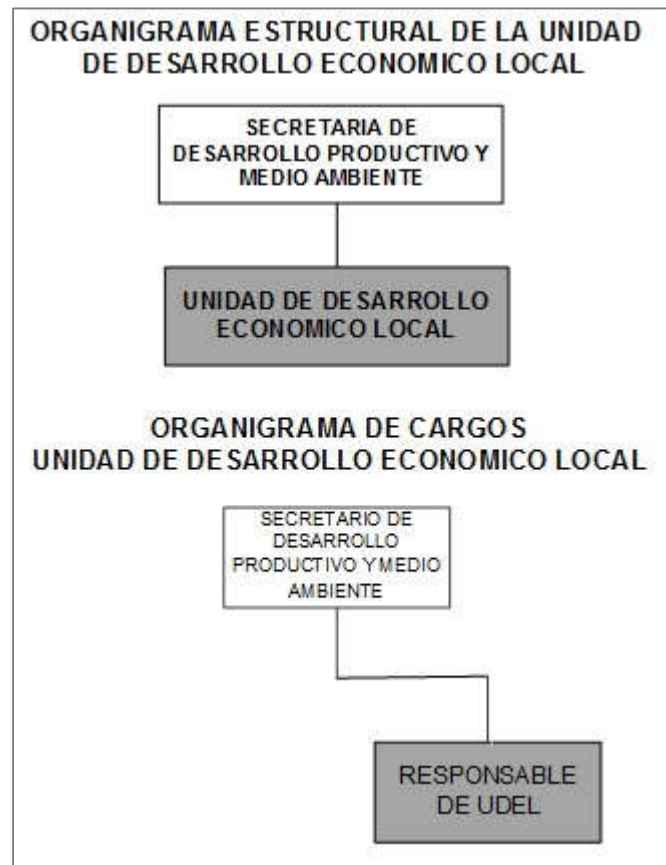 ORGANIGRAMA ESTRUCTURAL DE LA UNIDAD
DE DESARROLLO ECONOMICO LOCAL
SECRETARIA DE
DESARROLLO PRODUCTIVO Y
MEDIO AMBIENTE
UNIDAD DE DESARROLLO
ECONOMICO LOCAL
ORGANIGRAMA DE CARGOS
UNIDAD DE DESARROLLO ECONOMICO LOCAL
SECRETARIO DE
DESARROLLO
PRODUCTIVO Y MEDIO
AMBIENTE
RESPONSABLE
DE UDEL